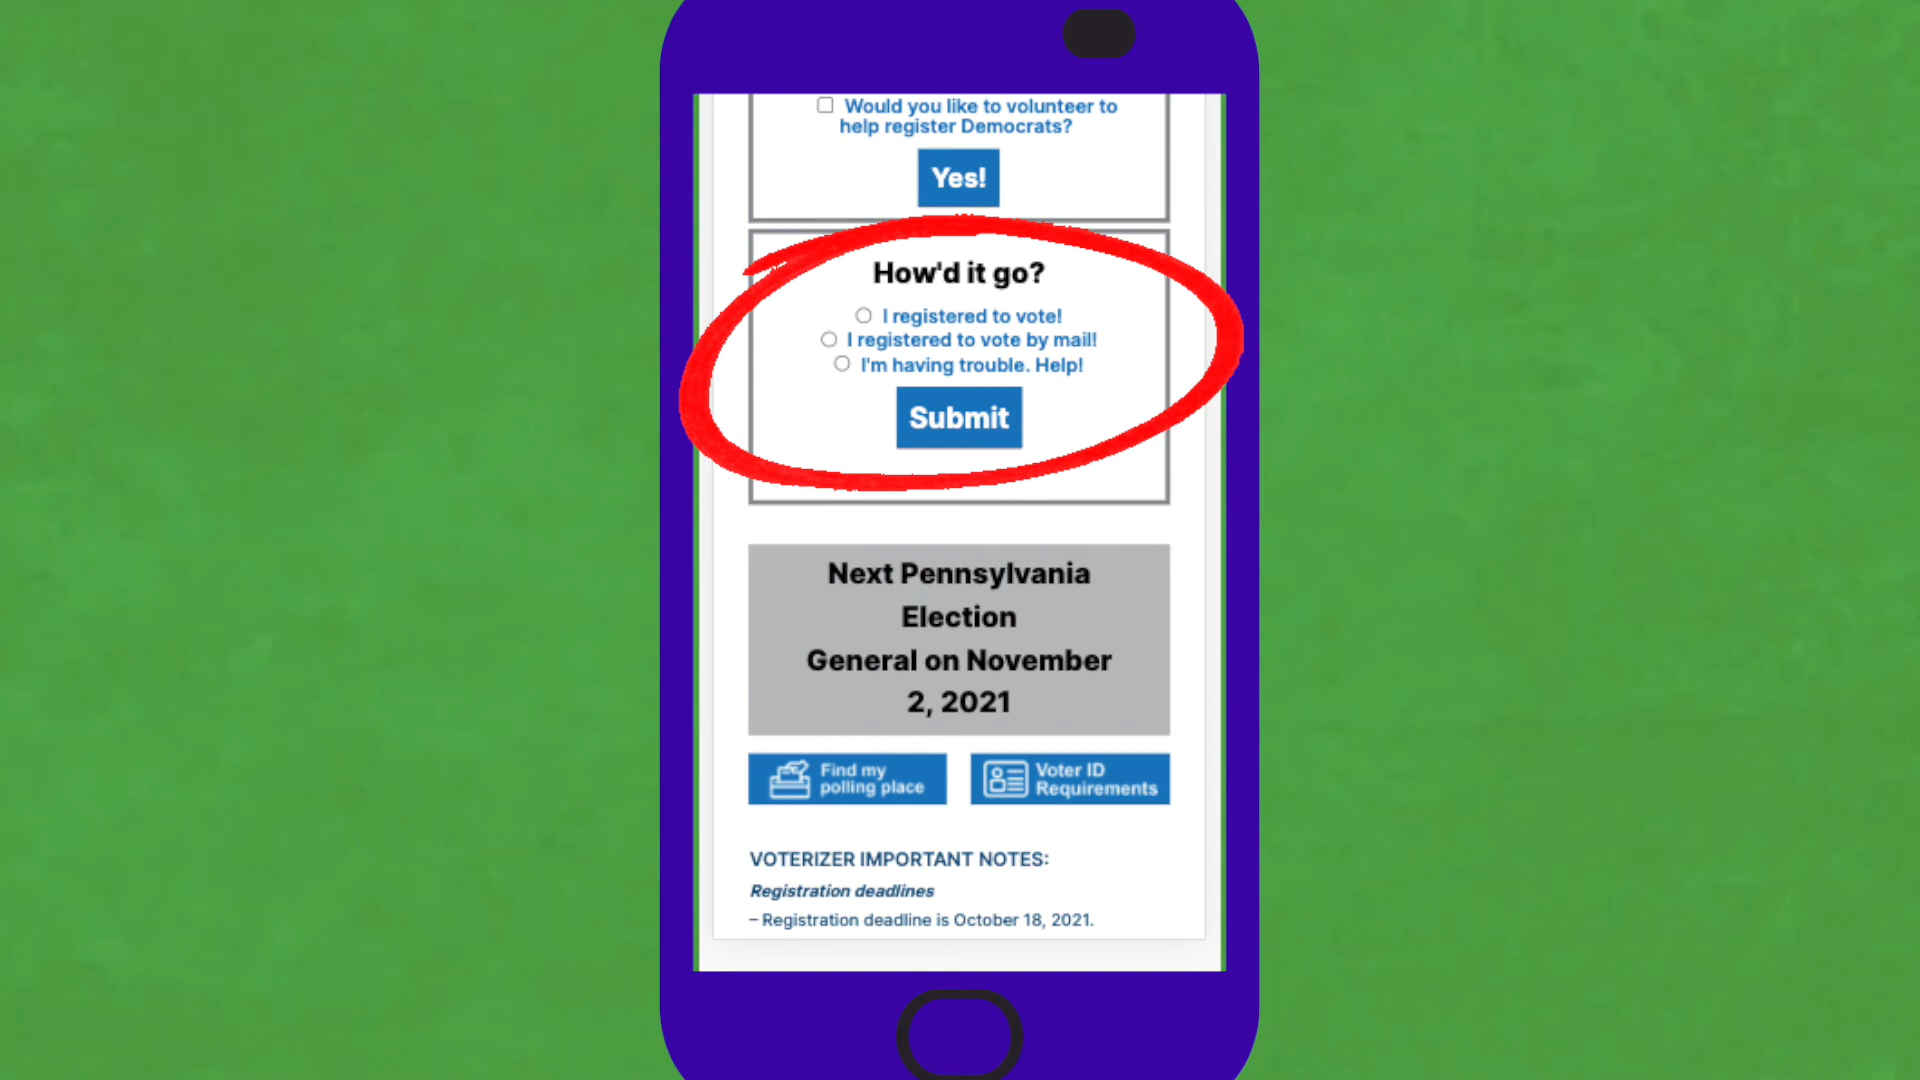 Would you like to volunteer to
help register Democrats?
Yes!
How'd it go?
I registered to vote!
I registered to vote by mail!
I'm having trouble. Help!
Submit
Next Pennsylvania
Election
General on November
2, 2021
Find my
polling place
Voter ID
Requirements
VOTERIZER IMPORTANT NOTES:
Registration deadlines
– Registration deadline is October 18, 2021.